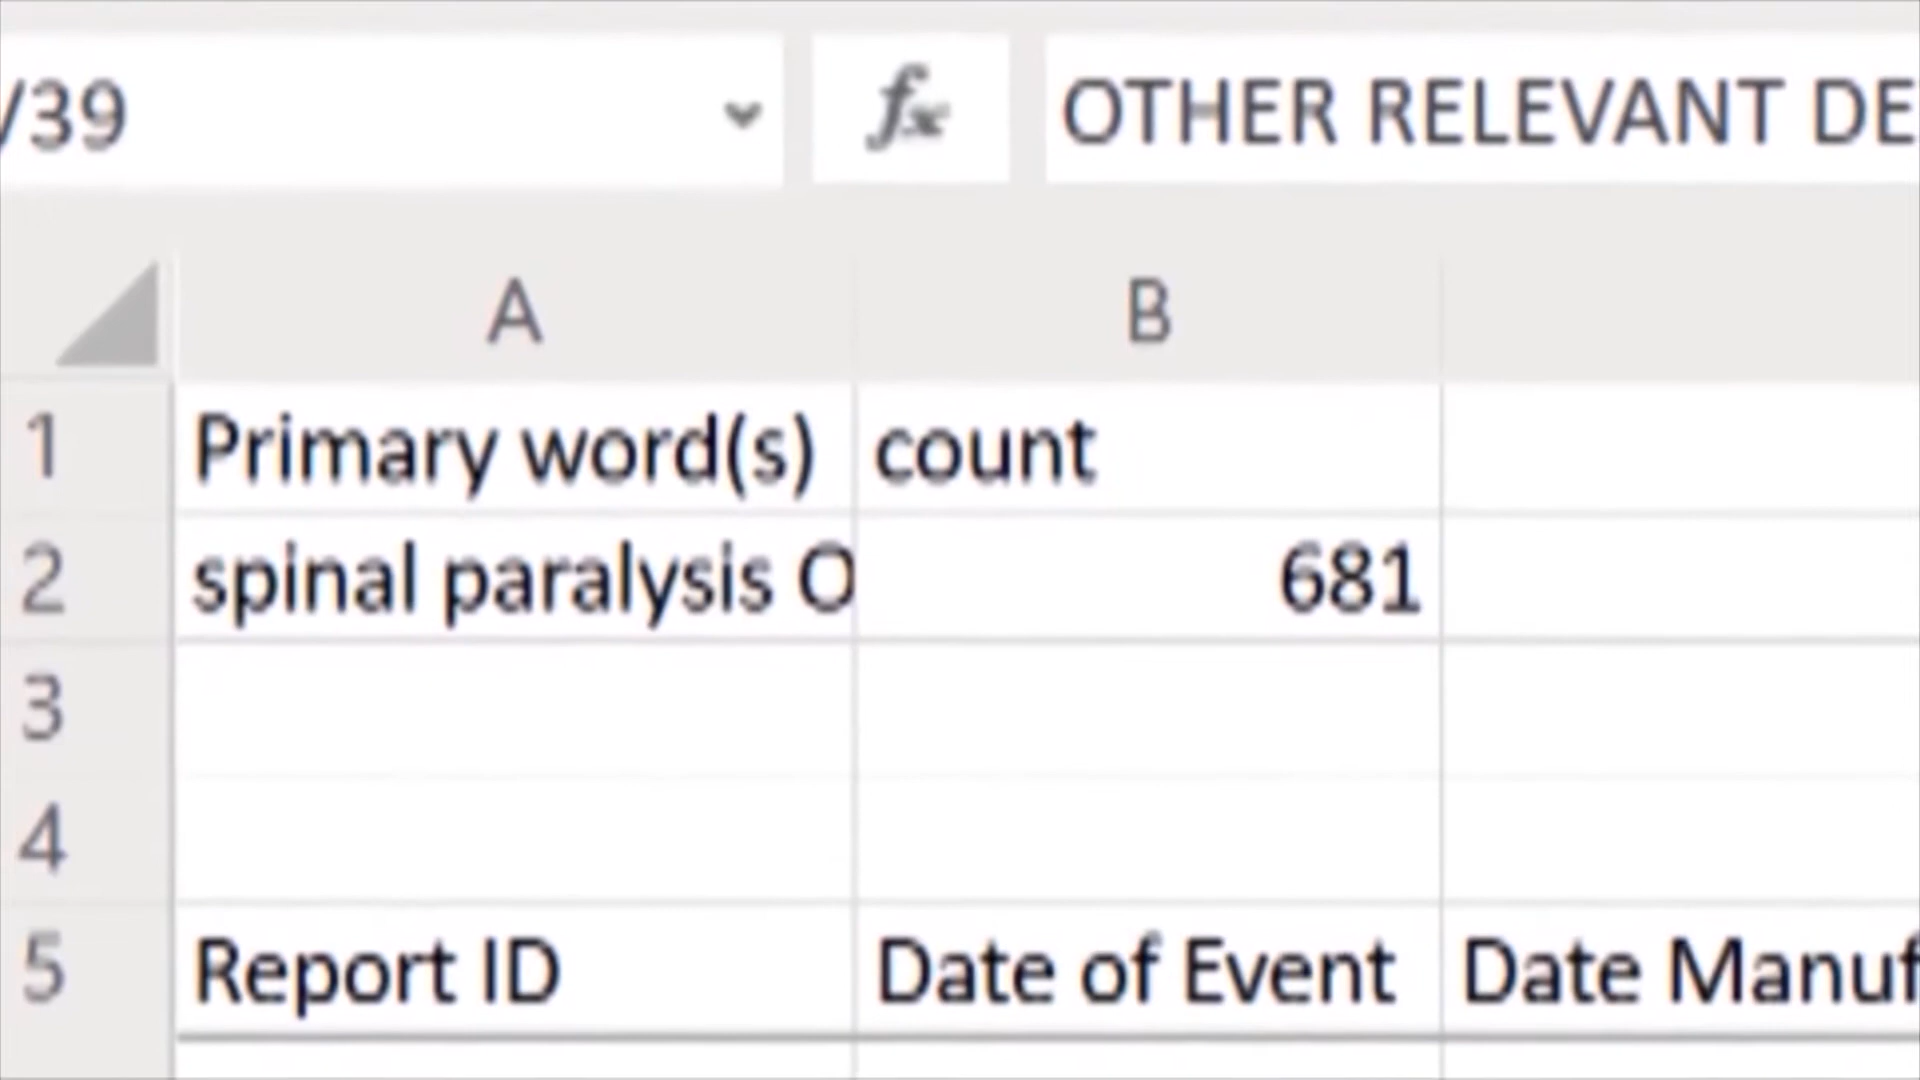 /39 fx OTHER RELEVANT DE
A B
1 Primary word(s) count
2 spinal paralysis O 681
3
4
5 Report ID Date of Event Date Manuf